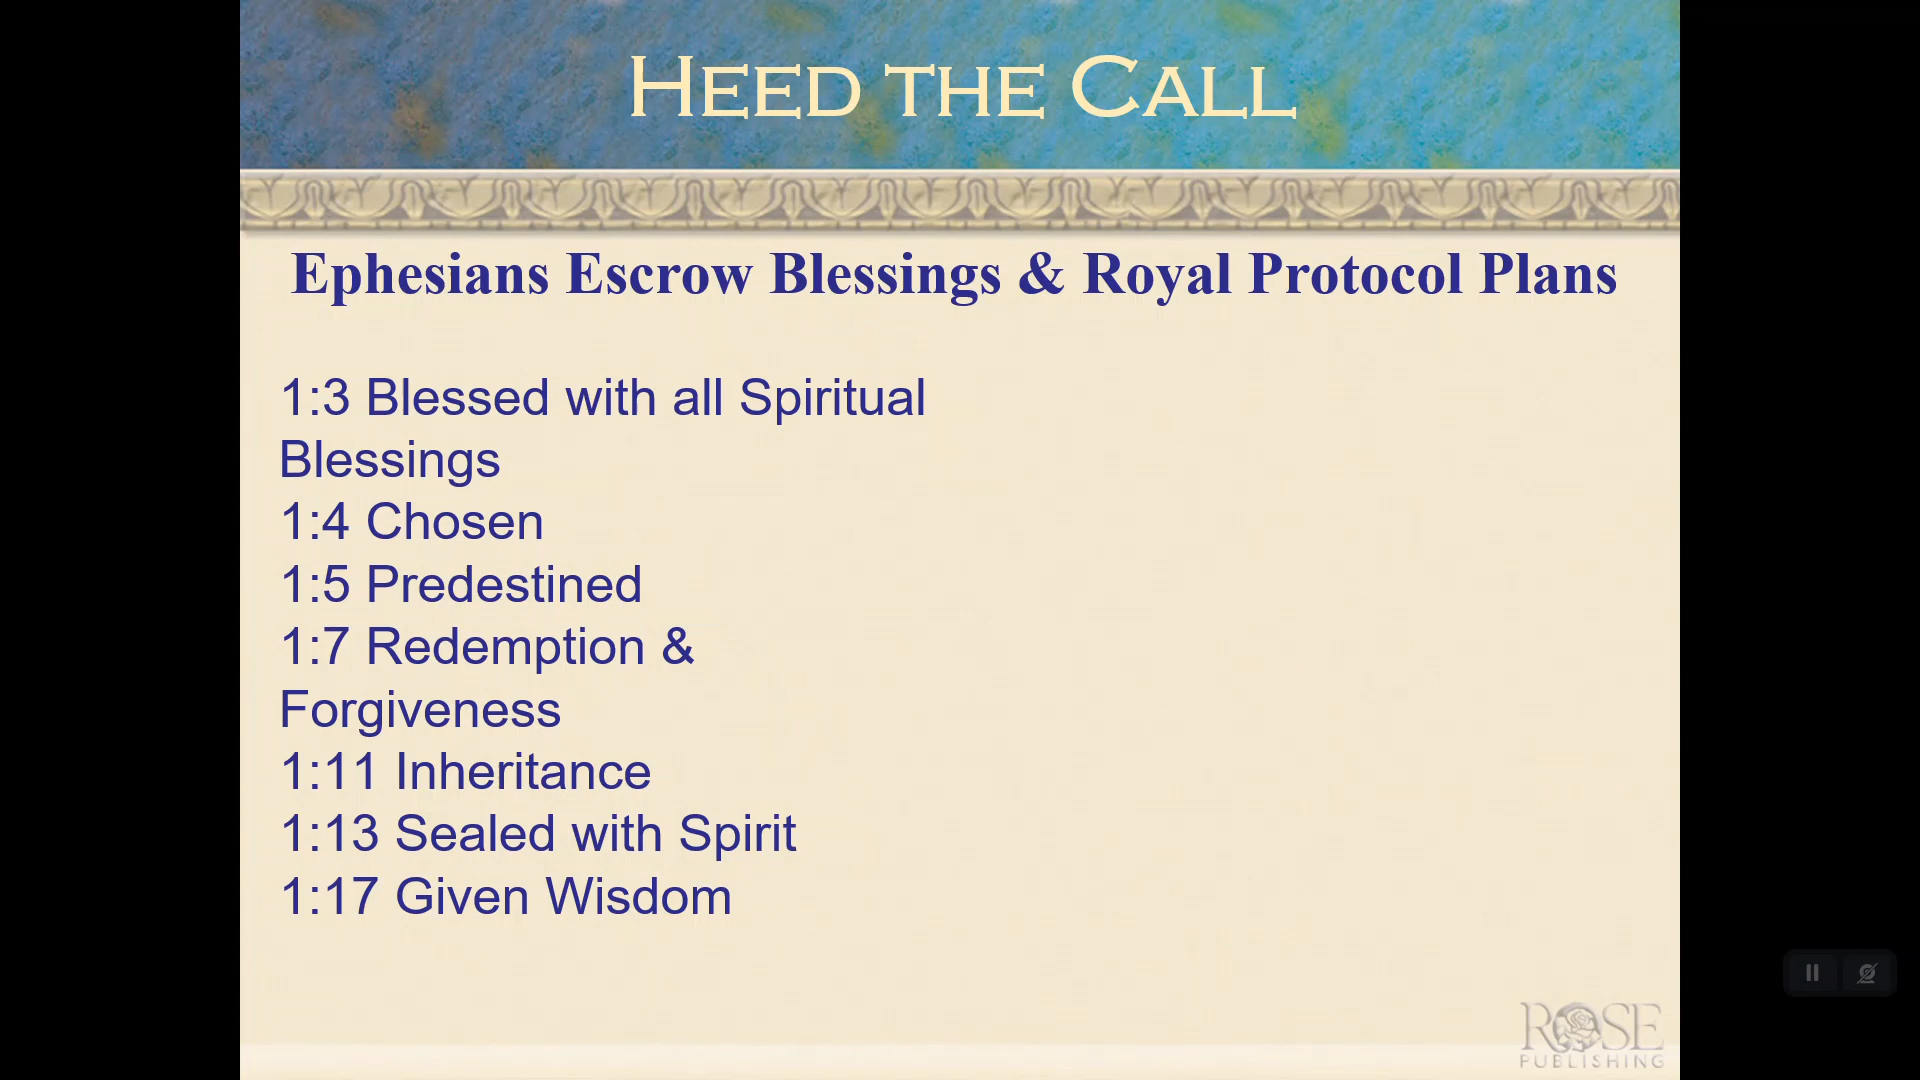 HEED THE CALL
Ephesians Escrow Blessings & Royal Protocol Plans
1:3 Blessed with all Spiritual
Blessings
1:4 Chosen
1:5 Predestined
1:7 Redemption &
Forgiveness
1:11 Inheritance
1:13 Sealed with Spirit
1:17 Given Wisdom
ROSE
PUBLISHING